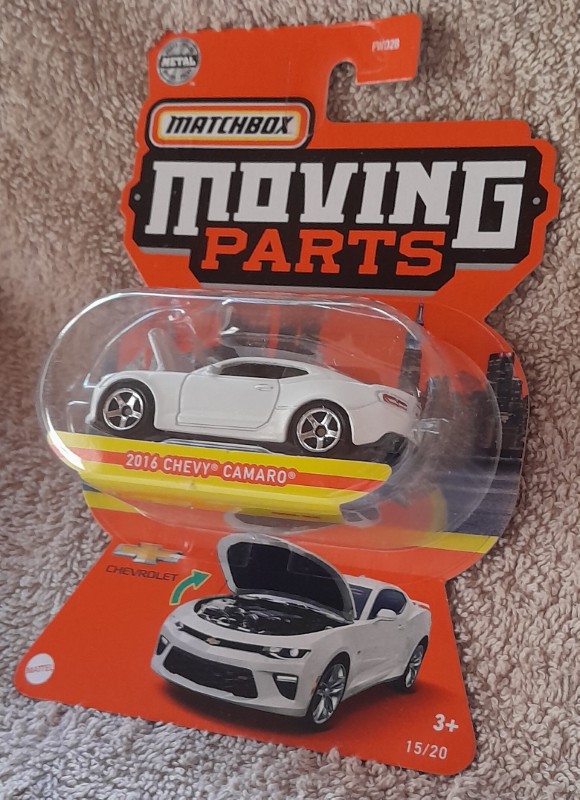 METAL
FWD28
MATCHBOX
MOVING
PARTS
2016 CHEVY® CAMARO®
CHEVROLET
MATTEL
3+
15/20